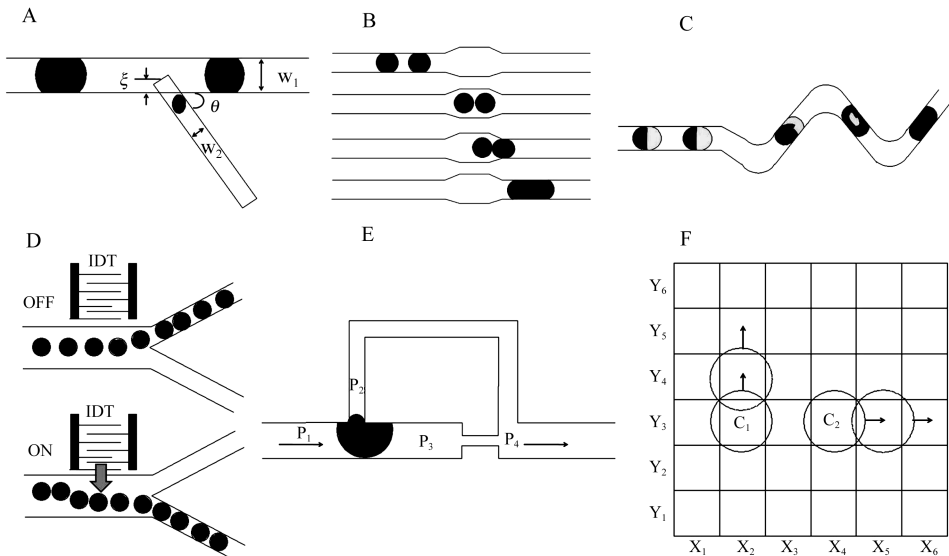 A
ξ
θ
W₁
W₂
B
C
D
IDT
OFF
IDT
ON
E
P₂
P₁
P₃
P₄
F
Y₆
Y₅
Y₄
Y₃
C₁
C₂
Y₂
Y₁
X₁ X₂ X₃ X₄ X₅ X₆